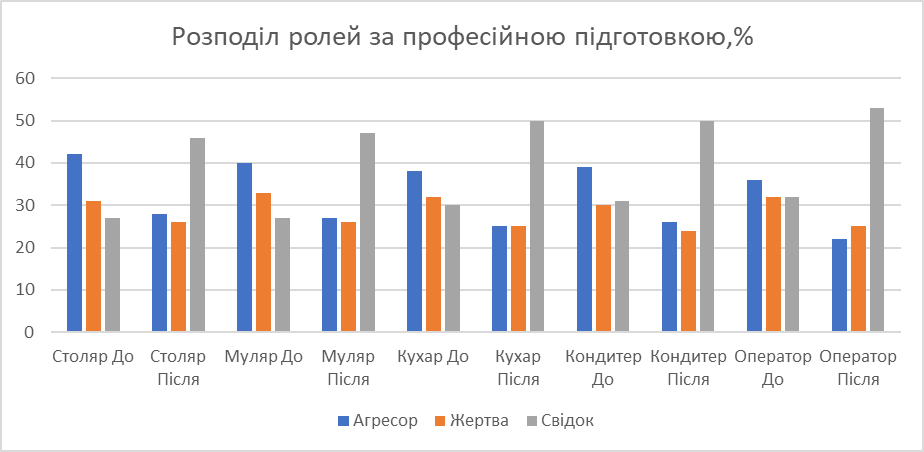 Розподіл ролей за професійною підготовкою,%
60
50
40
30
20
10
0
Столяр До
Столяр
Після
Муляр До
Муляр
Після
Кухар До
Кухар
Після
Кондитер
До
Кондитер
Після
Оператор
До
Оператор
Після
Агресор
Жертва
Свідок